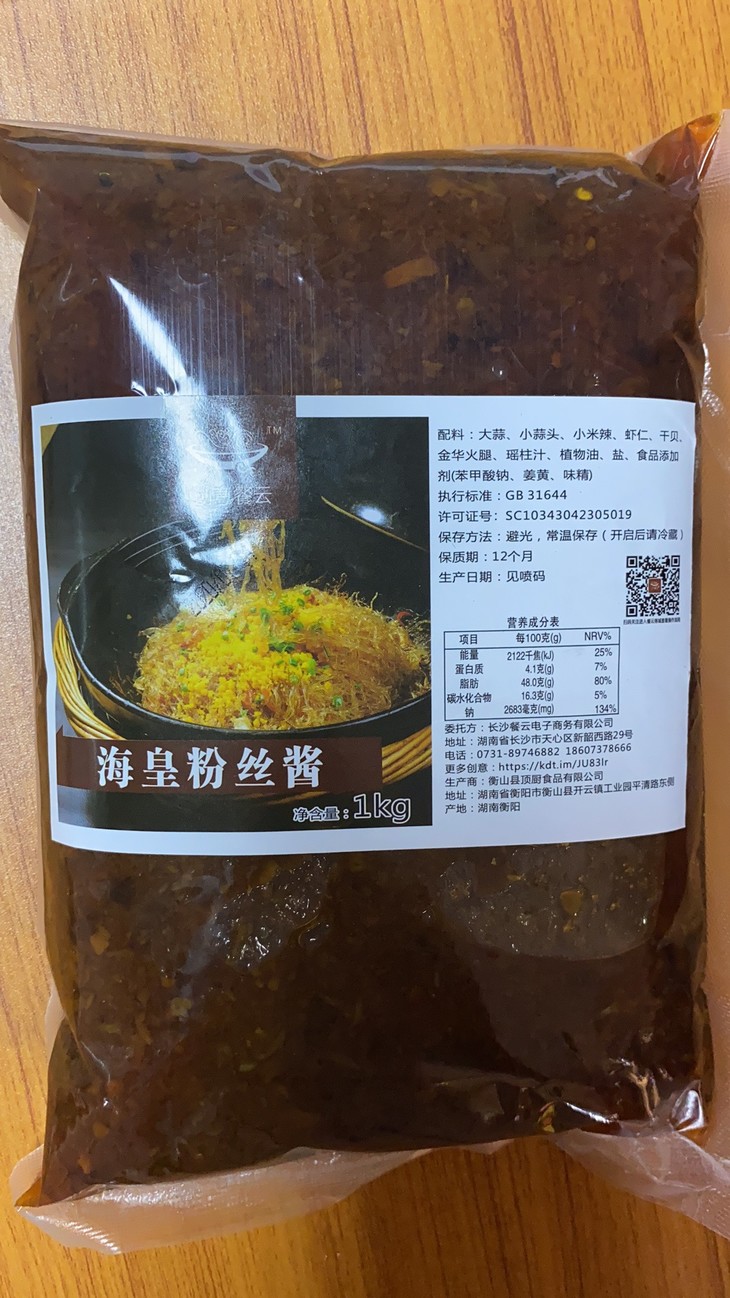 TM
云
海皇粉丝酱
净含量：1kg
配料：大蒜、小蒜头、小米辣、虾仁、干贝、
金华火腿、瑶柱汁、植物油、盐、食品添加
剂(苯甲酸钠、姜黄、味精)
执行标准：GB 31644
许可证号：SC10343042305019
保存方法：避光，常温保存（开启后请冷藏）
保质期：12个月
生产日期：见喷码
营养成分表
项目 每100克(g) NRV%
能量 2122千焦(kJ) 25%
蛋白质 4.1克(g) 7%
脂肪 48.0克(g) 80%
碳水化合物 16.3克(g) 5%
钠 2683毫克(mg) 134%
委托方：长沙餐云电子商务有限公司
地址：湖南省长沙市天心区新韶西路29号
电话：0731-89746882 18607378666
更多创意：https://kdt.im/JU83lr
生产商：衡山县顶厨食品有限公司
地址：湖南省衡阳市衡山县开云镇工业园平清路东侧
产地：湖南衡阳